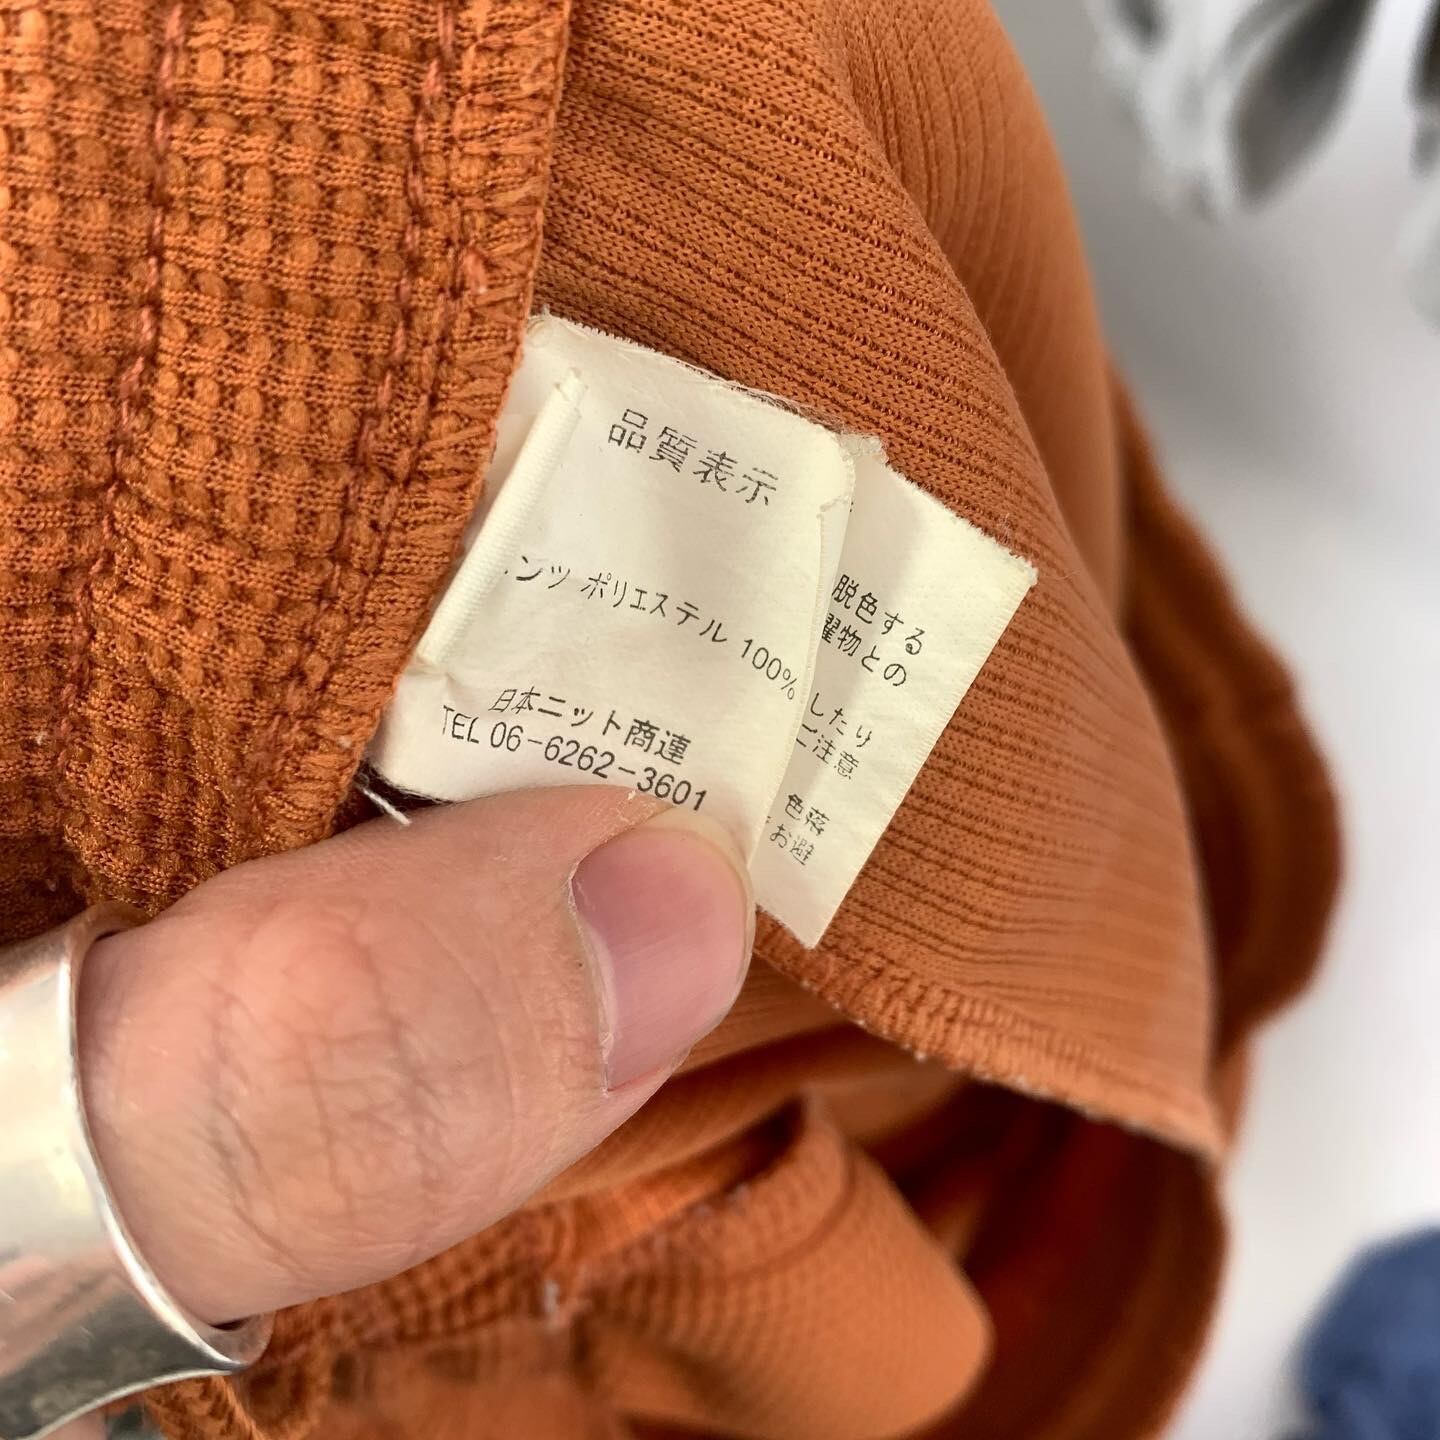 品質表示
ンツ ポリエステル 100%
日本ニット商連
TEL 06-6262-3601
脱色する
濯物との
したり
ご注意
色落
お避